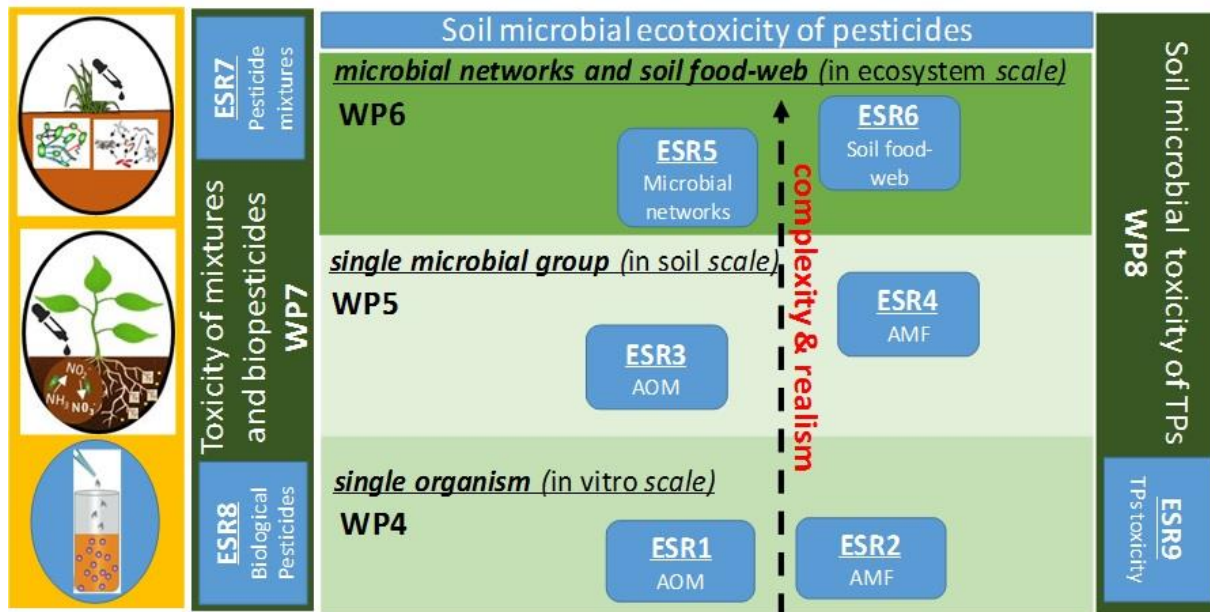 Soil microbial ecotoxicity of pesticides
ESR7
Pesticide
mixtures
Toxicity of mixtures
and biopesticides
WP7
ESR8
Biological
Pesticides
microbial networks and soil food-web (in ecosystem scale)
WP6
ESR5
Microbial
networks
ESR6
Soil food-
web
single microbial group (in soil scale)
WP5
ESR3
AOM
ESR4
AMF
single organism (in vitro scale)
WP4
ESR1
AOM
ESR2
AMF
complexity & realism
Soil microbial toxicity of TPs
WP8
ESR9
TPs toxicity
NO2-
NH3
NO3-